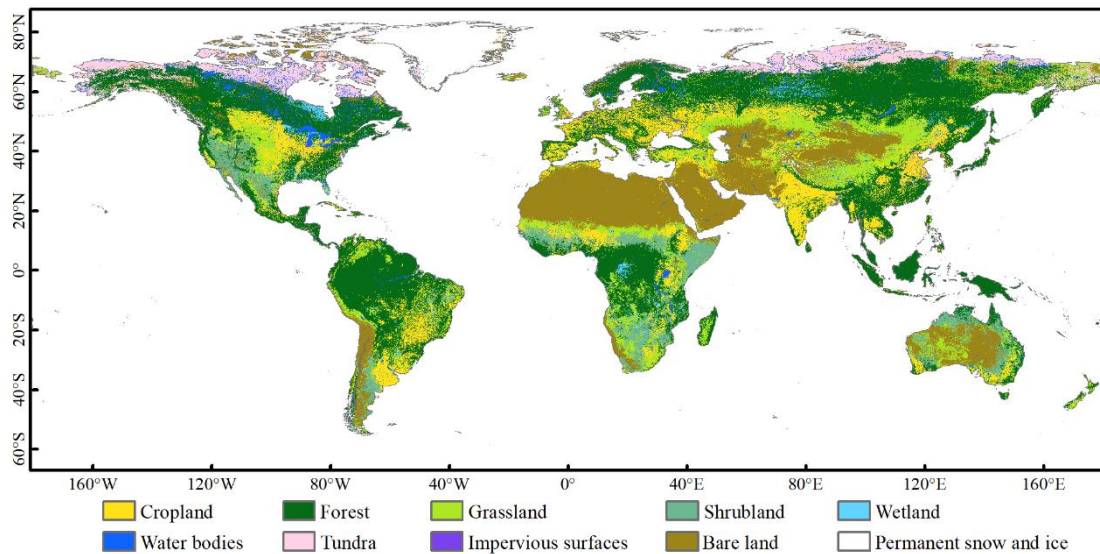 80°N
60°N
40°N
20°N
0°
20°S
40°S
60°S
160°W 120°W 80°W 40°W 0° 40°E 80°E 120°E 160°E
Cropland Forest Grassland Shrubland Wetland
Water bodies Tundra Impervious surfaces Bare land Permanent snow and ice